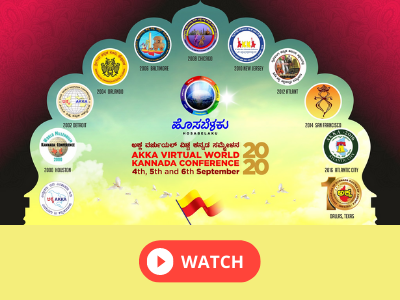 2008 CHICAGO
2006 BALTIMORE
2010 NEW JERSEY
2004 ORLANDO
2012 ATLANTA
2002 DETROIT
2014 SAN FRANCISCO
2000 HOUSTON
2016 ATLANTIC CITY
DALLAS, TEXAS
ಹೊಸಬೆಳಕು
HOSABELAKU
ಅಕ್ಕ ವರ್ಚುಯಲ್ ವಿಶ್ವ ಕನ್ನಡ ಸಮ್ಮೇಳನ
AKKA VIRTUAL WORLD
KANNADA CONFERENCE
4th, 5th and 6th September
2020
WATCH